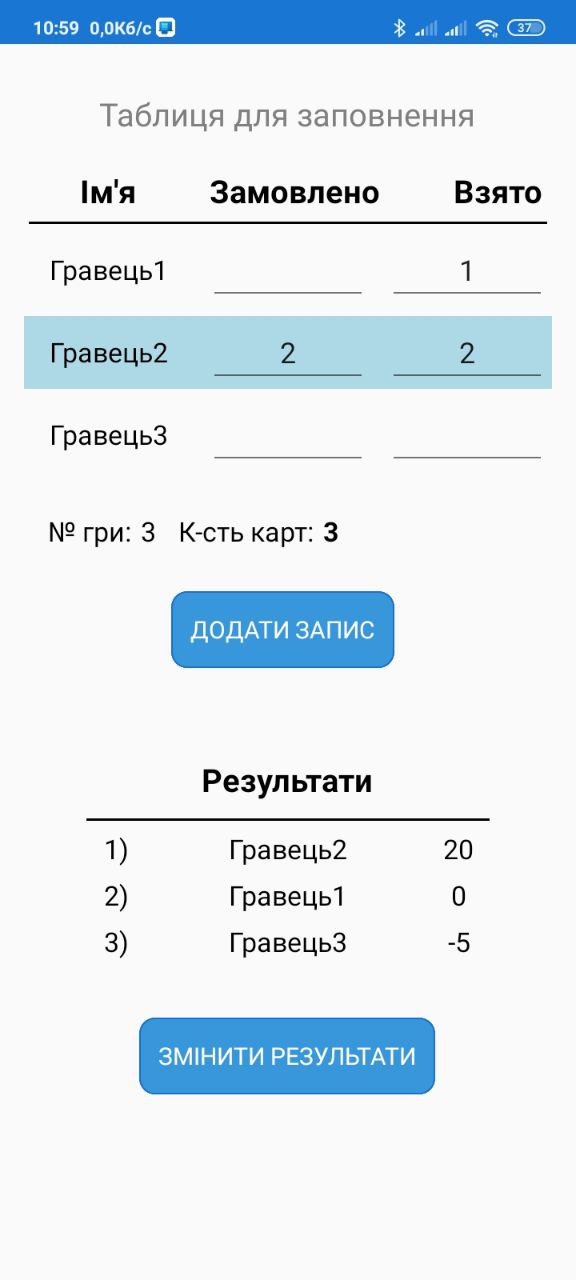 10:59 0,0Кб/с 37
Таблиця для заповнення
Ім'я Замовлено Взято
Гравець1 1
Гравець2 2 2
Гравець3
№ гри: 3 К-сть карт: 3
ДОДАТИ ЗАПИС
Результати
1) Гравець2 20
2) Гравець1 0
3) Гравець3 -5
ЗМІНИТИ РЕЗУЛЬТАТИ